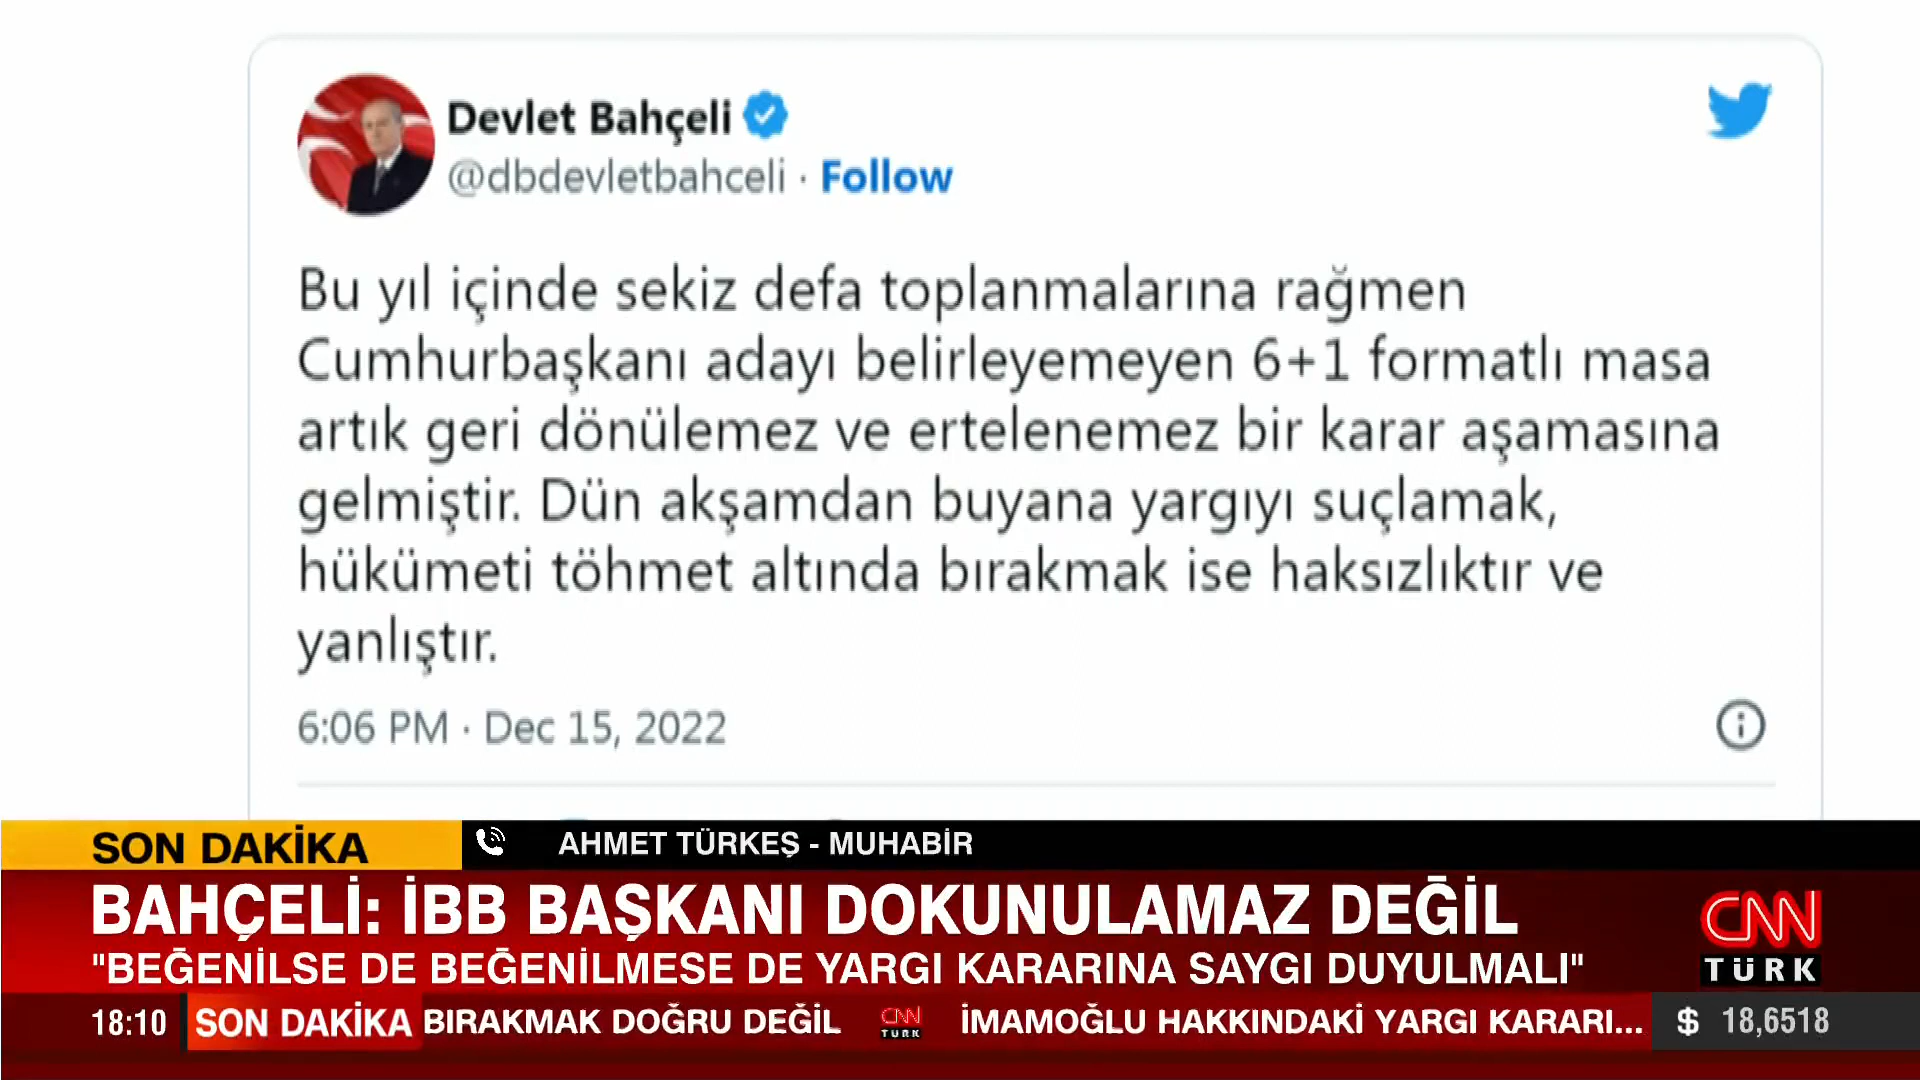 Devlet Bahçeli
@dbdevletbahceli · Follow
Bu yıl içinde sekiz defa toplanmalarına rağmen
Cumhurbaşkanı adayı belirleyemeyen 6+1 formatlı masa
artık geri dönülemez ve ertelenemez bir karar aşamasına
gelmiştir. Dün akşamdan buyana yargıyı suçlamak,
hükümeti töhmet altında bırakmak ise haksızlıktır ve
yanlıştır.
6:06 PM · Dec 15, 2022
SON DAKİKA
AHMET TÜRKEŞ - MUHABİR
BAHÇELİ: İBB BAŞKANI DOKUNULAMAZ DEĞİL
"BEĞENİLSE DE BEĞENİLMESE DE YARGI KARARINA SAYGI DUYULMALI"
CNN
TÜRK
18:10 SON DAKİKA BIRAKMAK DOĞRU DEĞİL CNN TÜRK İMAMOĞLU HAKKINDAKİ YARGI KARARI... $ 18,6518